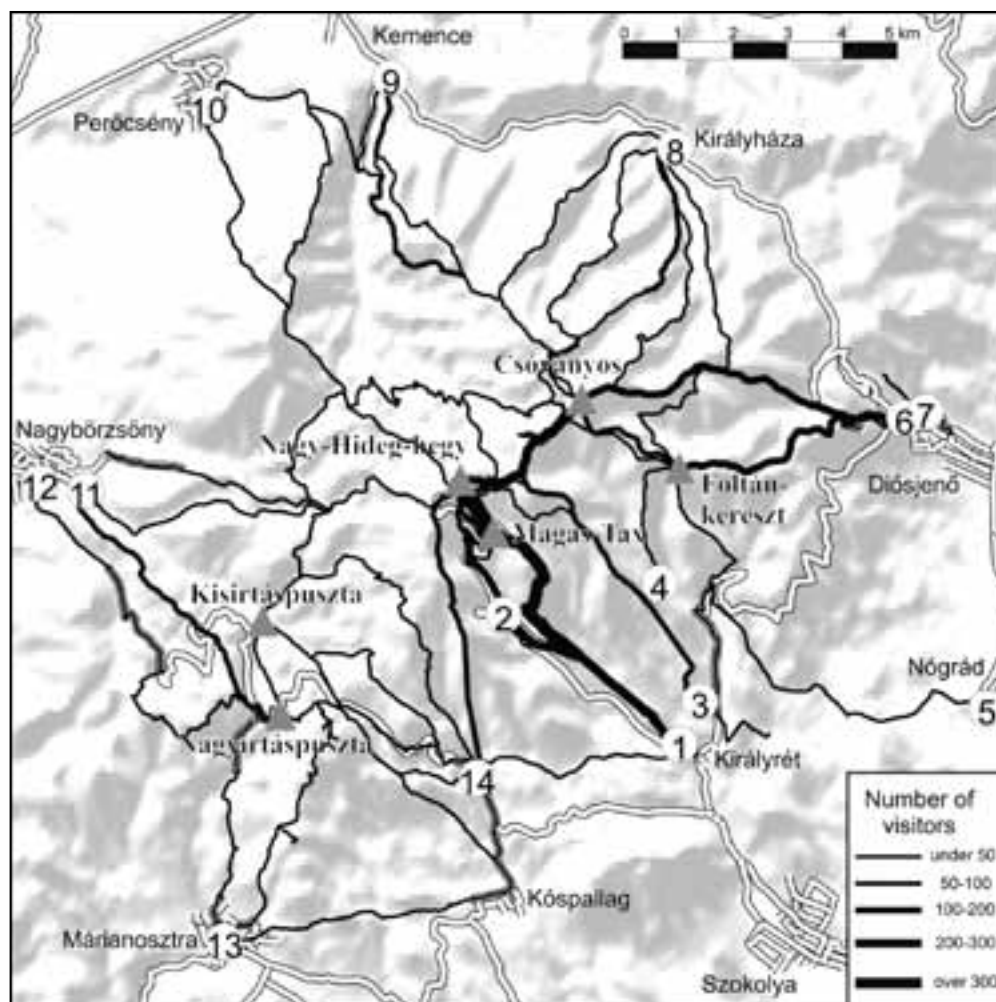 Kemence
0 1 2 3 4 5 km
9
10
Perőcsény
8
Királyháza
Csóványos
Nagybörzsöny
Nagy-Hideg-hegy
6
7
12
11
Foltán-
kereszt
Diósjenő
Magas-Tax
Kisirtáspuszta
4
2
Nógrád
5
3
Nagyirtáspuszta
1
Királyrét
14
Number of
visitors
under 50
50-100
100-200
200-300
over 300
Kóspallag
Márianosztra
13
Szokolya